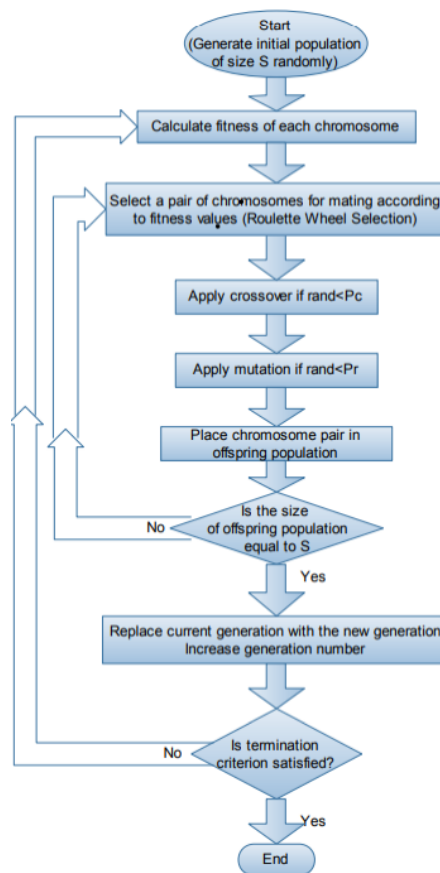 Start
(Generate initial population
of size S randomly)
Calculate fitness of each chromosome
Select a pair of chromosomes for mating according
to fitness values (Roulette Wheel Selection)
Apply crossover if rand<Pc
Apply mutation if rand<Pr
Place chromosome pair in
offspring population
Is the size
of offspring population
equal to S
No
Yes
Replace current generation with the new generation
Increase generation number
Is termination
criterion satisfied?
No
Yes
End